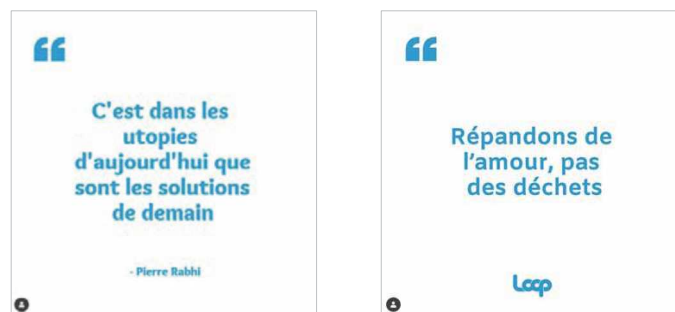 C'est dans les
utopies
d'aujourd'hui que
sont les solutions
de demain
- Pierre Rabhi
Répandons de
l’amour, pas
des déchets
Loop